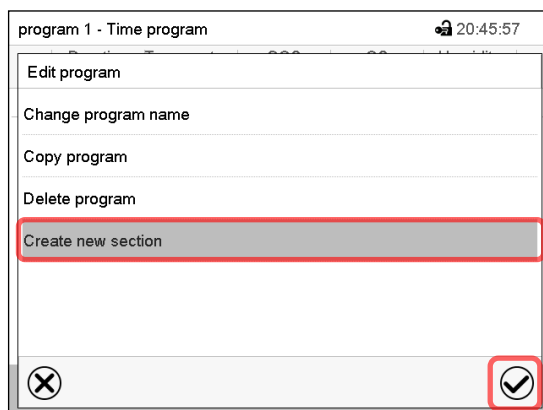 program 1 - Time program 20:45:57
Edit program
Change program name
Copy program
Delete program
Create new section